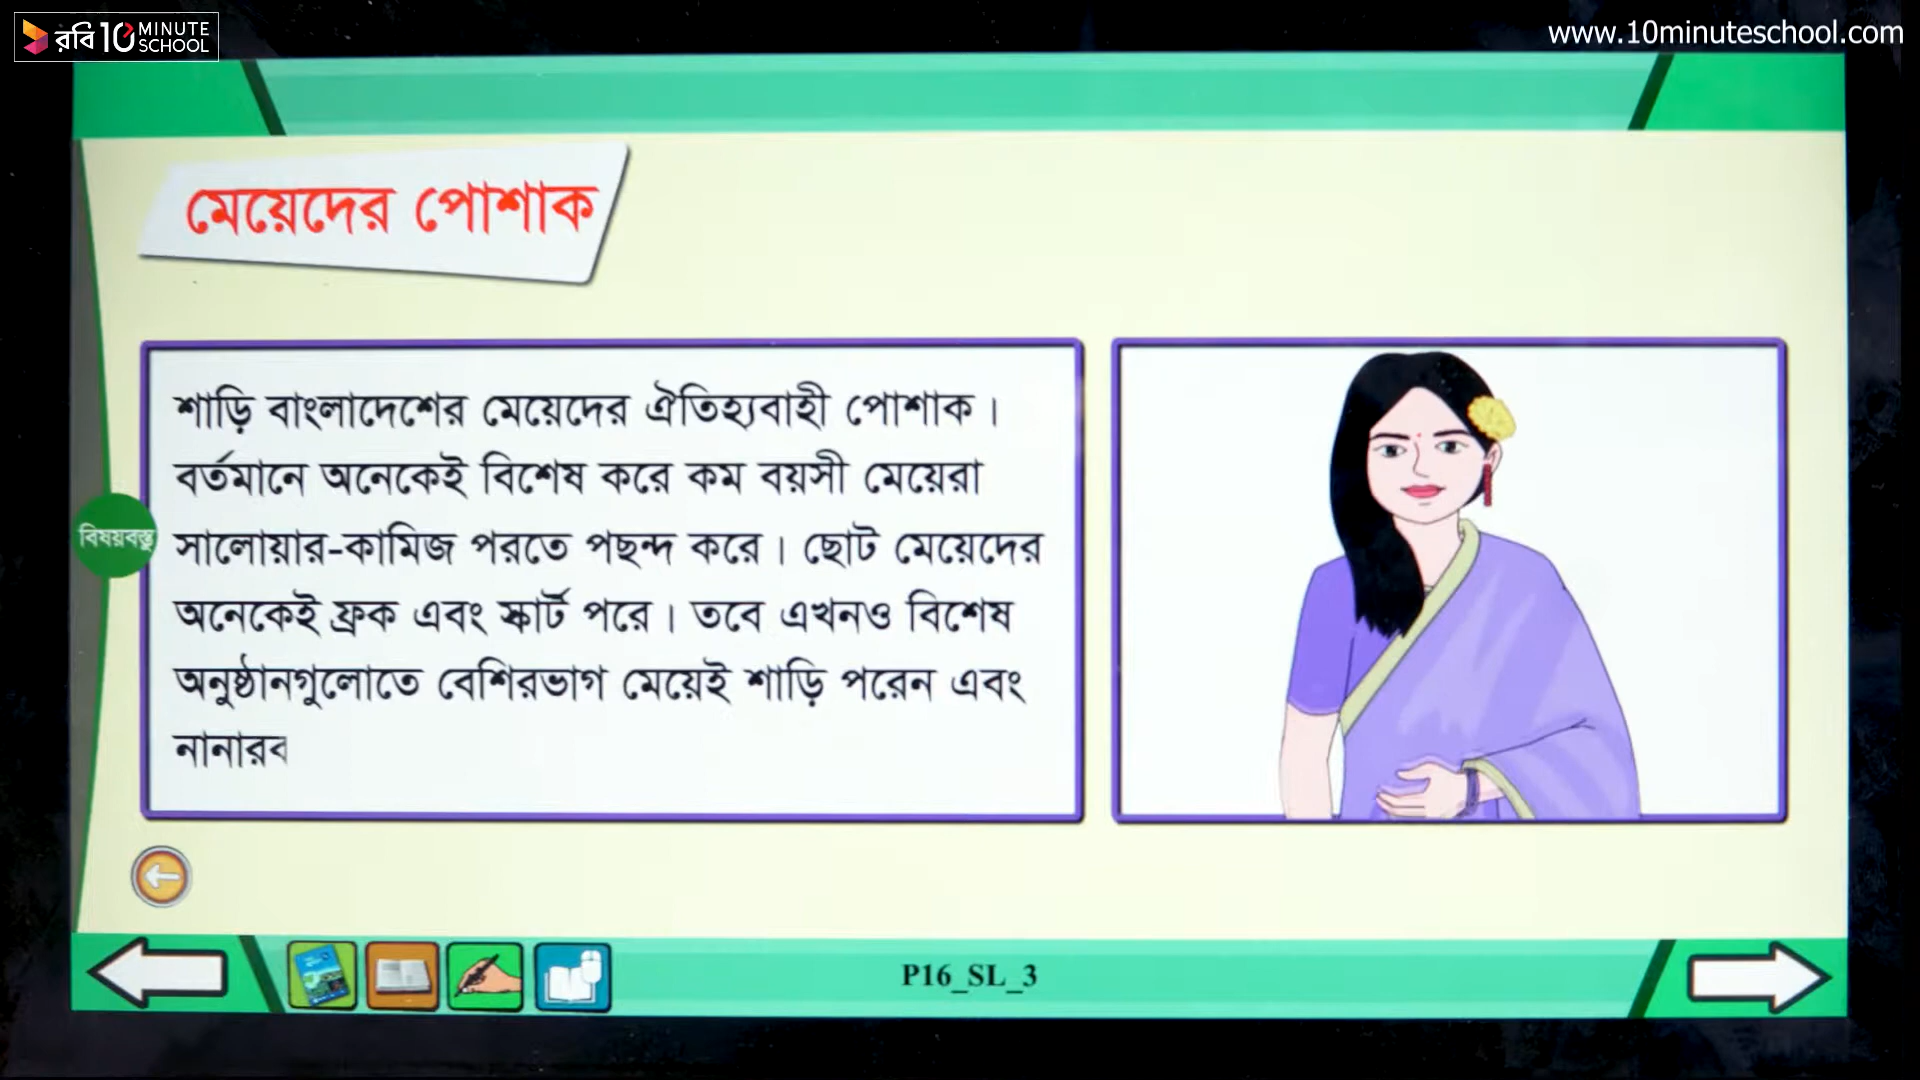 রবি 10 MINUTE SCHOOL
www.10minuteschool.com
মেয়েদের পোশাক
শাড়ি বাংলাদেশের মেয়েদের ঐতিহ্যবাহী পোশাক।
বর্তমানে অনেকেই বিশেষ করে কম বয়সী মেয়েরা
সালোয়ার-কামিজ পরতে পছন্দ করে। ছোট মেয়েদের
অনেকেই ফ্রক এবং স্কার্ট পরে। তবে এখনও বিশেষ
অনুষ্ঠানগুলোতে বেশিরভাগ মেয়েই শাড়ি পরেন এবং
নানারব
বিষয়বস্তু
P16_SL_3